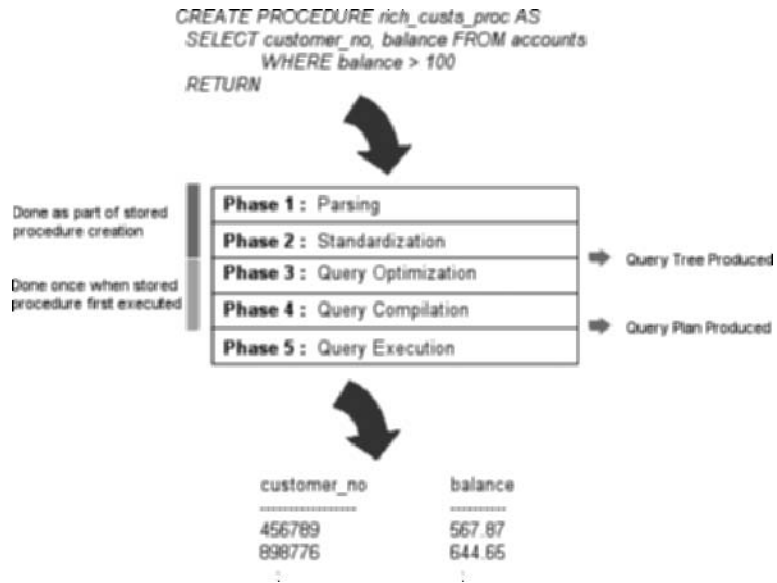 CREATE PROCEDURE rich_custs_proc AS
SELECT customer_no, balance FROM accounts
WHERE balance > 100
RETURN
Done as part of stored
procedure creation
Done once when stored
procedure first executed
Phase 1 : Parsing
Phase 2 : Standardization
Phase 3 : Query Optimization
Phase 4 : Query Compilation
Phase 5 : Query Execution
Query Tree Produced
Query Plan Produced
customer_no balance
----------------- ----------
456789 567.87
898776 644.65